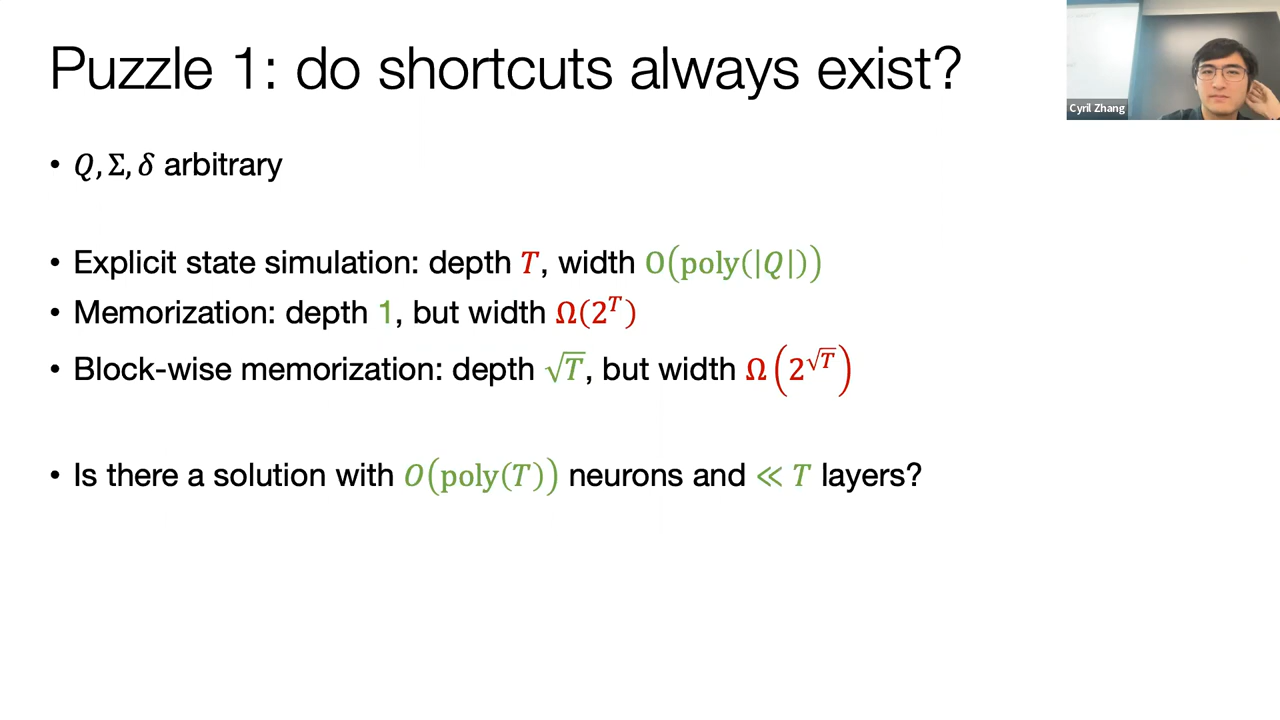 Puzzle 1: do shortcuts always exist?
Cyril Zhang
• Q, Σ, δ arbitrary
• Explicit state simulation: depth T, width O(poly(|Q|))
• Memorization: depth 1, but width Ω(2^T)
• Block-wise memorization: depth √T, but width Ω(2^√T)
• Is there a solution with O(poly(T)) neurons and ≪ T layers?